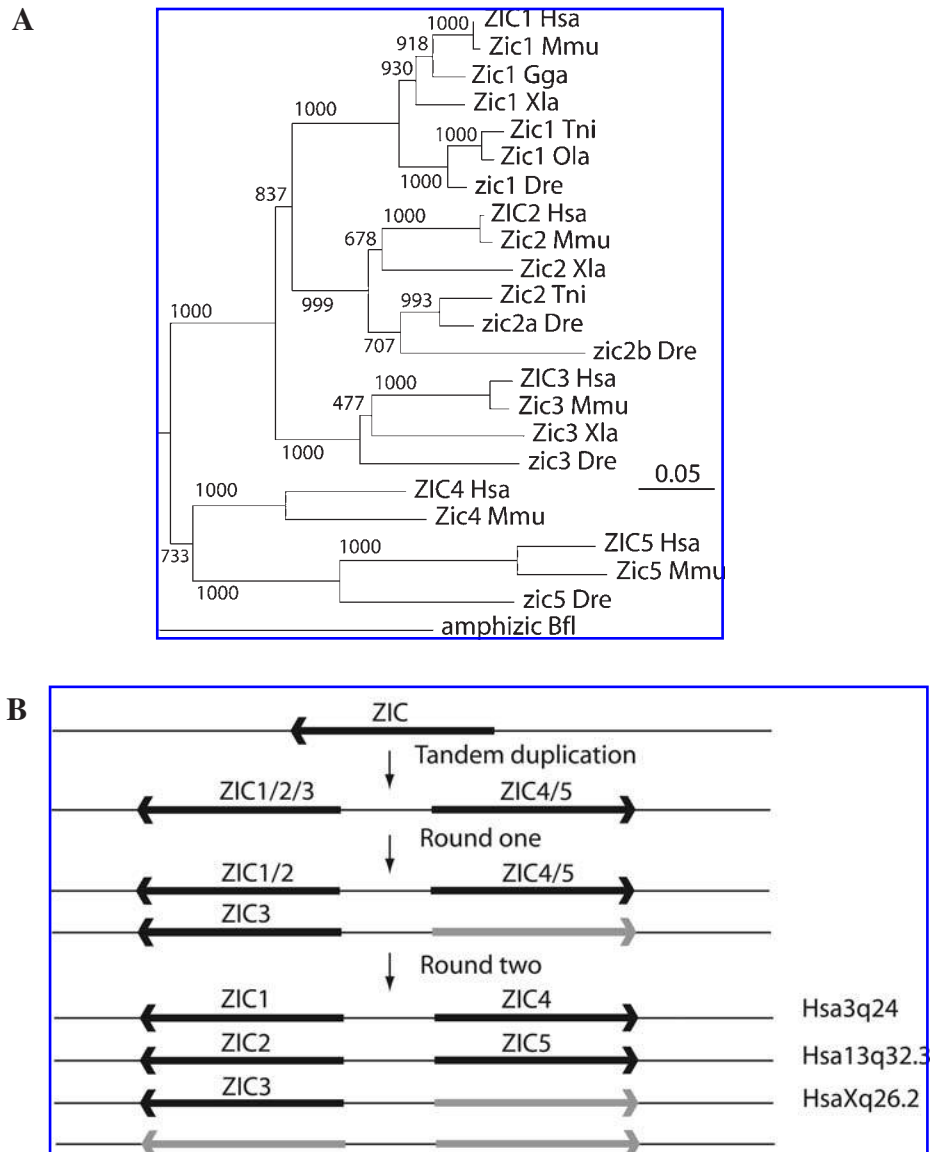 A
1000 ZIC1 Hsa
918 Zic1 Mmu
930 Zic1 Gga
Zic1 Xla
1000
1000 Zic1 Tni
Zic1 Ola
1000 zic1 Dre
837
1000 ZIC2 Hsa
678 Zic2 Mmu
Zic2 Xla
999 993 Zic2 Tni
zic2a Dre
707 zic2b Dre
1000
1000 ZIC3 Hsa
477 Zic3 Mmu
Zic3 Xla
1000 zic3 Dre
0.05
1000 ZIC4 Hsa
Zic4 Mmu
733
1000 ZIC5 Hsa
Zic5 Mmu
1000 zic5 Dre
amphizic Bfl
B
ZIC
Tandem duplication
ZIC1/2/3 ZIC4/5
Round one
ZIC1/2 ZIC4/5
ZIC3
Round two
ZIC1 ZIC4 Hsa3q24
ZIC2 ZIC5 Hsa13q32.3
ZIC3 HsaXq26.2